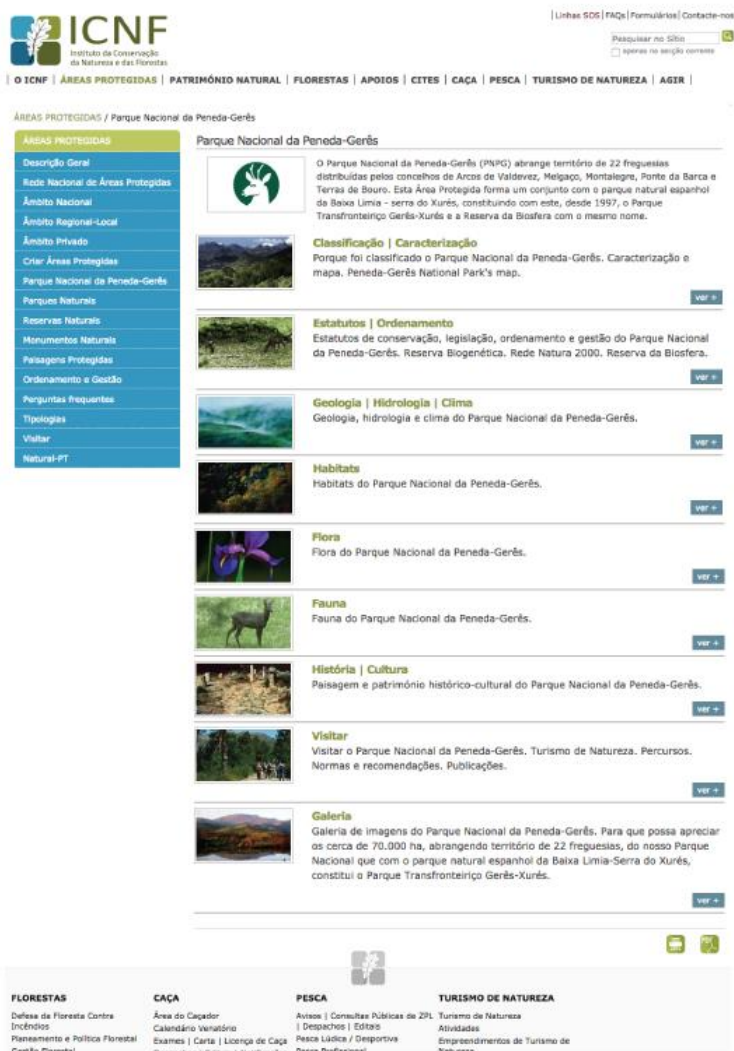 | Linhas SOS | FAQs | Formulários | Contacte-nos
ICNF
Instituto da Conservação
da Natureza e das Florestas
Pesquisar no Sítio
apenas na secção corrente
| O ICNF | ÁREAS PROTEGIDAS | PATRIMÓNIO NATURAL | FLORESTAS | APOIOS | CITES | CAÇA | PESCA | TURISMO DE NATUREZA | AGIR |
ÁREAS PROTEGIDAS / Parque Nacional da Peneda-Gerês
ÁREAS PROTEGIDAS
Descrição Geral
Rede Nacional de Áreas Protegidas
Âmbito Nacional
Âmbito Regional-Local
Âmbito Privado
Criar Áreas Protegidas
Parque Nacional da Peneda-Gerês
Parques Naturais
Reservas Naturais
Monumentos Naturais
Paisagens Protegidas
Ordenamento e Gestão
Perguntas frequentes
Tipologias
Visitar
Natural-PT
Parque Nacional da Peneda-Gerês
O Parque Nacional da Peneda-Gerês (PNPG) abrange território de 22 freguesias
distribuídas pelos concelhos de Arcos de Valdevez, Melgaço, Montalegre, Ponte da Barca e
Terras de Bouro. Esta Área Protegida forma um conjunto com o parque natural espanhol
da Baixa Limia - serra do Xurés, constituindo com este, desde 1997, o Parque
Transfronteiriço Gerês-Xurés e a Reserva da Biosfera com o mesmo nome.
Classificação | Caracterização
Porque foi classificado o Parque Nacional da Peneda-Gerês. Caracterização e
mapa. Peneda-Gerês National Park's map.
ver +
Estatutos | Ordenamento
Estatutos de conservação, legislação, ordenamento e gestão do Parque Nacional
da Peneda-Gerês. Reserva Biogenética. Rede Natura 2000. Reserva da Biosfera.
ver +
Geologia | Hidrologia | Clima
Geologia, hidrologia e clima do Parque Nacional da Peneda-Gerês.
ver +
Habitats
Habitats do Parque Nacional da Peneda-Gerês.
ver +
Flora
Flora do Parque Nacional da Peneda-Gerês.
ver +
Fauna
Fauna do Parque Nacional da Peneda-Gerês.
ver +
História | Cultura
Paisagem e património histórico-cultural do Parque Nacional da Peneda-Gerês.
ver +
Visitar
Visitar o Parque Nacional da Peneda-Gerês. Turismo de Natureza. Percursos.
Normas e recomendações. Publicações.
ver +
Galeria
Galeria de imagens do Parque Nacional da Peneda-Gerês. Para que possa apreciar
os cerca de 70.000 ha, abrangendo território de 22 freguesias, do nosso Parque
Nacional que com o parque natural espanhol da Baixa Limia-Serra do Xurés,
constitui o Parque Transfronteiriço Gerês-Xurés.
ver +
FLORESTAS
Defesa da Floresta Contra
Incêndios
Planeamento e Política Florestal
Gestão Florestal
CAÇA
Área do Caçador
Calendário Venatório
Exames | Carta | Licença de Caça
PESCA
Avisos | Consultas Públicas de ZPL
| Despachos | Editais
Pesca Lúdica / Desportiva
Pesca Profissional
TURISMO DE NATUREZA
Turismo de Natureza
Atividades
Empreendimentos de Turismo de
Natureza